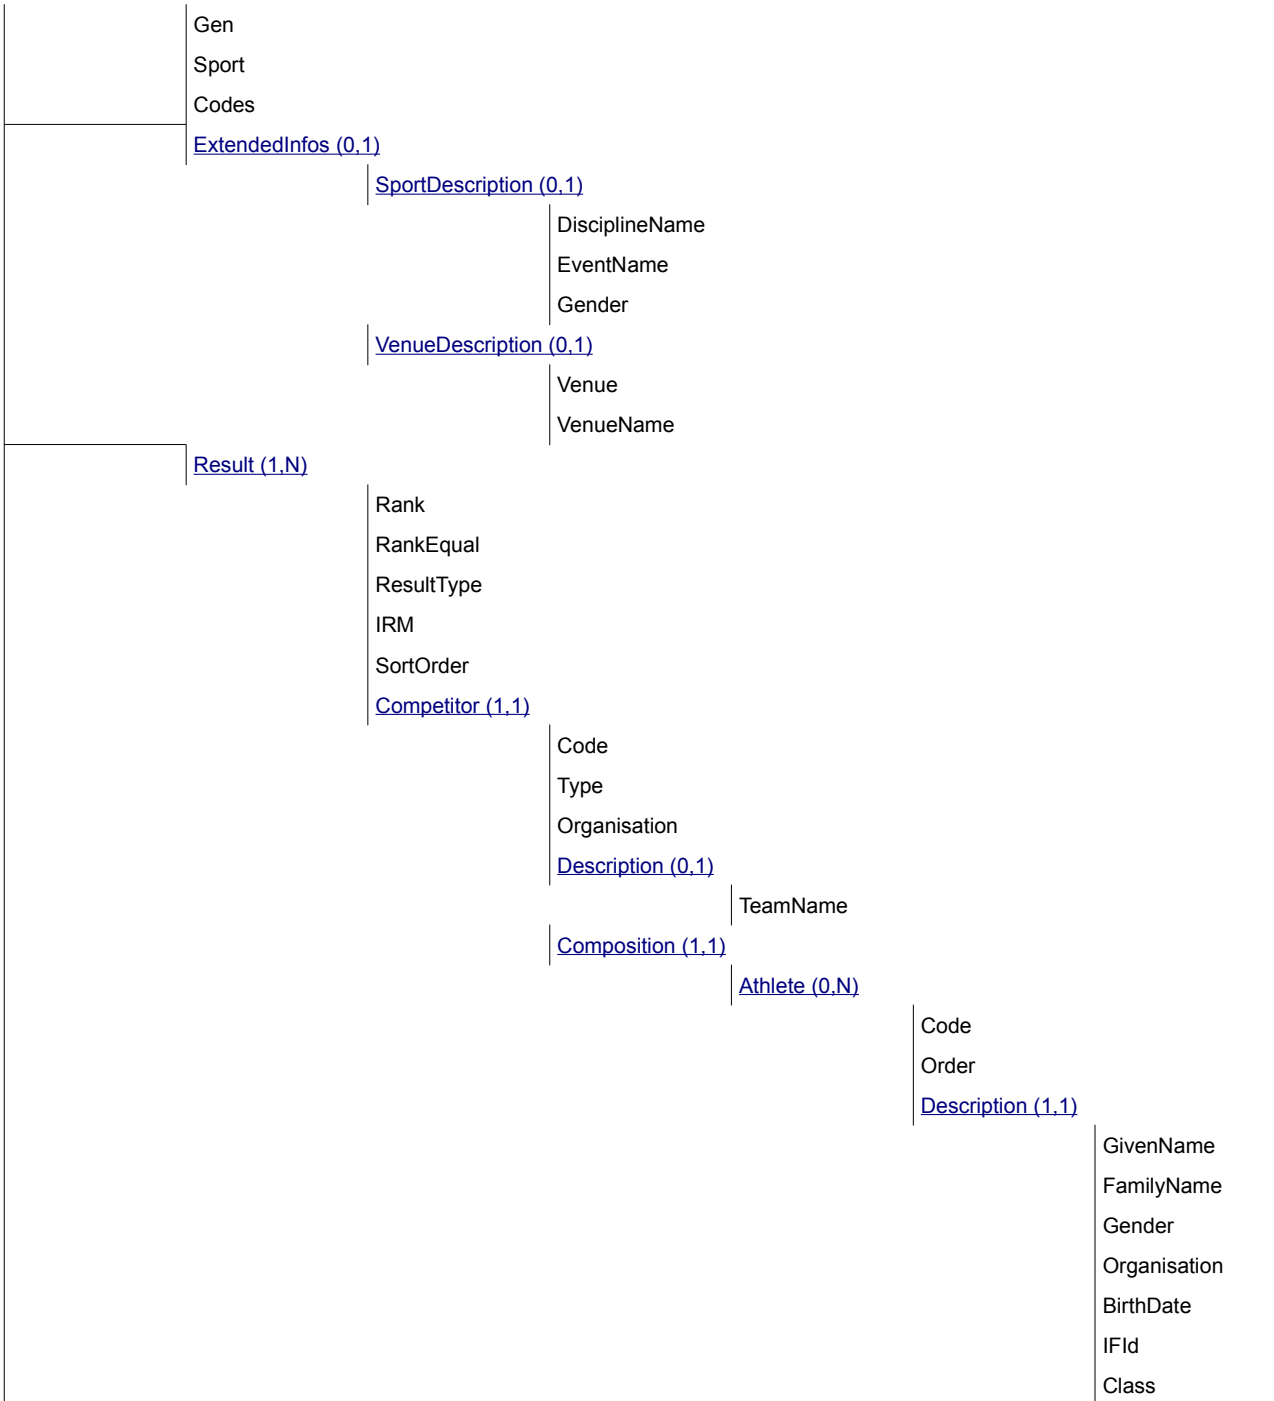 Gen
Sport
Codes
ExtendedInfos (0,1)
SportDescription (0,1)
DisciplineName
EventName
Gender
VenueDescription (0,1)
Venue
VenueName
Result (1,N)
Rank
RankEqual
ResultType
IRM
SortOrder
Competitor (1,1)
Code
Type
Organisation
Description (0,1)
TeamName
Composition (1,1)
Athlete (0,N)
Code
Order
Description (1,1)
GivenName
FamilyName
Gender
Organisation
BirthDate
IFId
Class